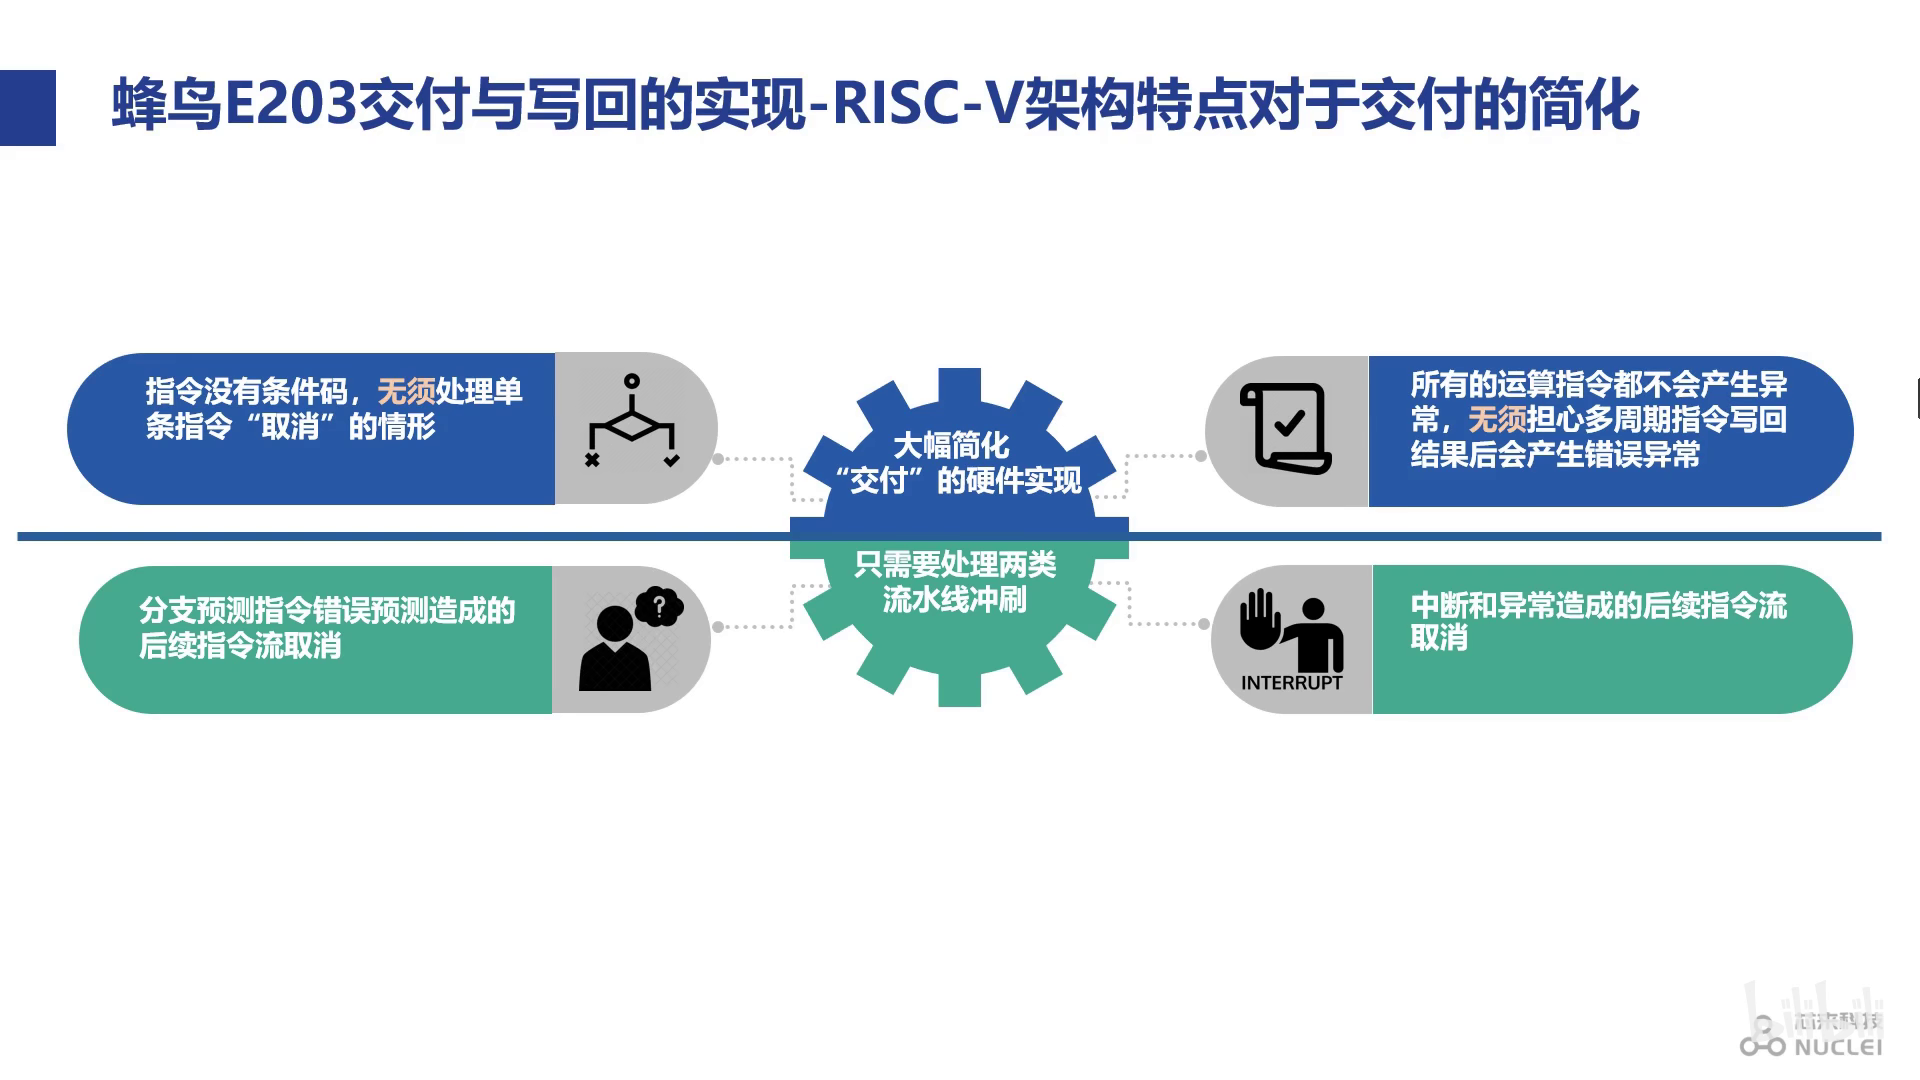 蜂鸟E203交付与写回的实现-RISC-V架构特点对于交付的简化
指令没有条件码，无须处理单
条指令“取消”的情形
大幅简化
“交付”的硬件实现
所有的运算指令都不会产生异
常，无须担心多周期指令写回
结果后会产生错误异常
分支预测指令错误预测造成的
后续指令流取消
?
只需要处理两类
流水线冲刷
INTERRUPT
中断和异常造成的后续指令流
取消
芯来科技
NUCLEI
bilibili